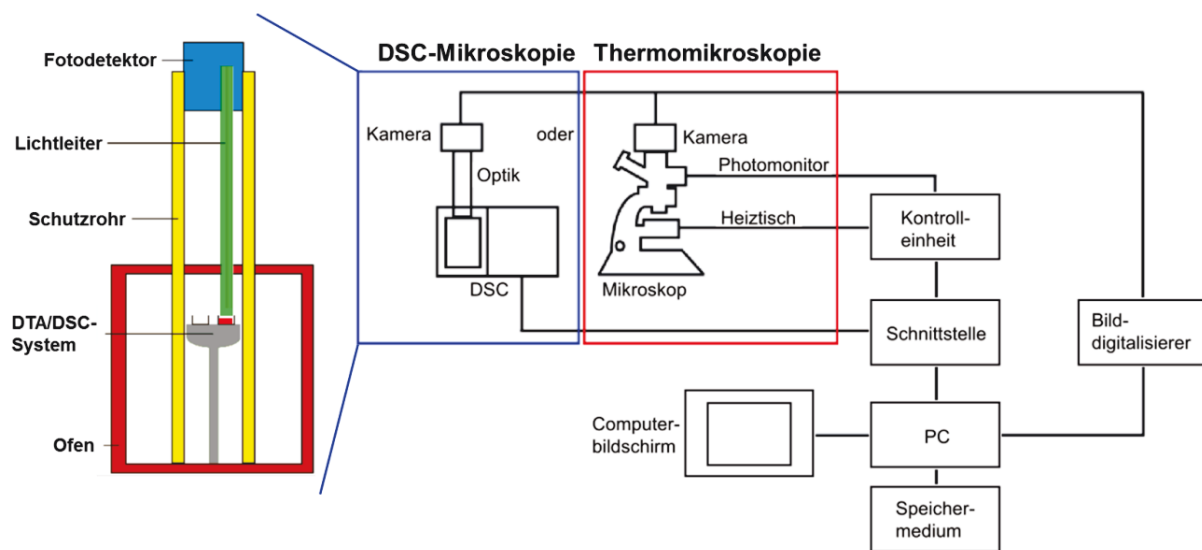 DSC-Mikroskopie
Thermomikroskopie
Fotodetektor
Lichtleiter
Schutzrohr
DTA/DSC-
System
Ofen
Kamera
oder
Optik
DSC
Kamera
Photomonitor
Heiztisch
Mikroskop
Kontroll-
einheit
Schnittstelle
Bild-
digitalisierer
Computer-
bildschirm
PC
Speicher-
medium